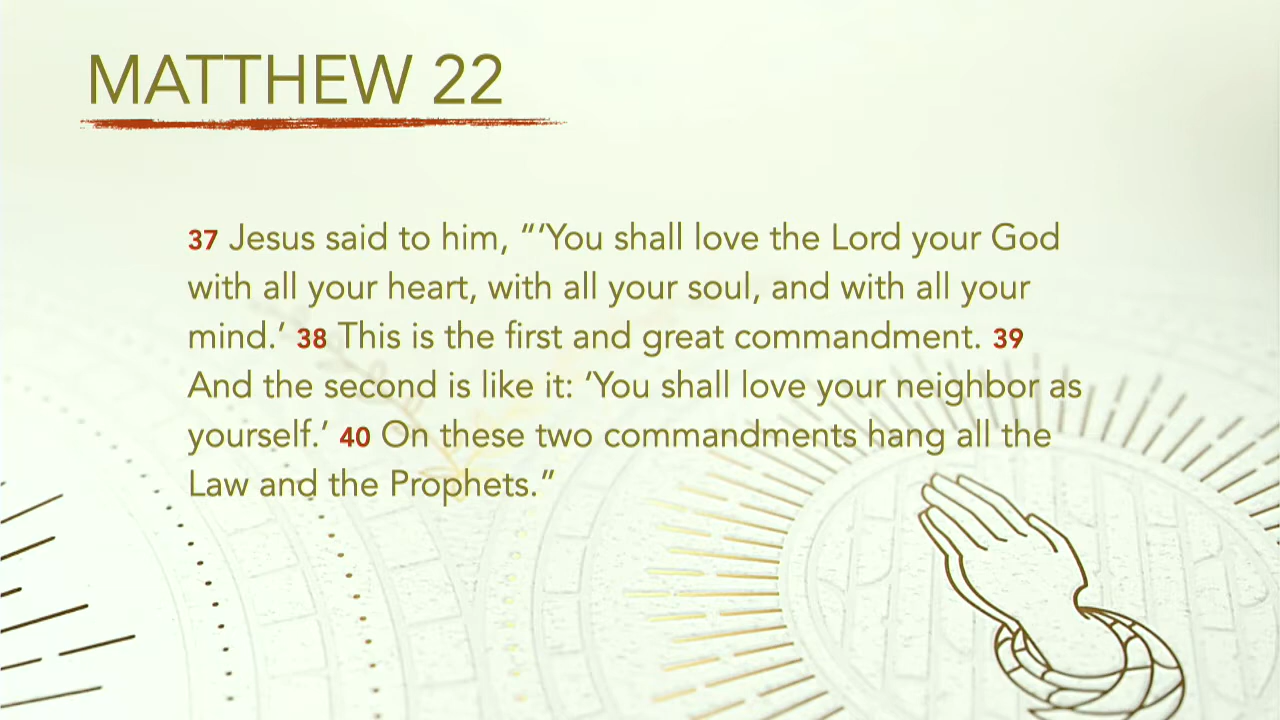 MATTHEW 22
37 Jesus said to him, “‘You shall love the Lord your God
with all your heart, with all your soul, and with all your
mind.’ 38 This is the first and great commandment. 39
And the second is like it: ‘You shall love your neighbor as
yourself.’ 40 On these two commandments hang all the
Law and the Prophets.”